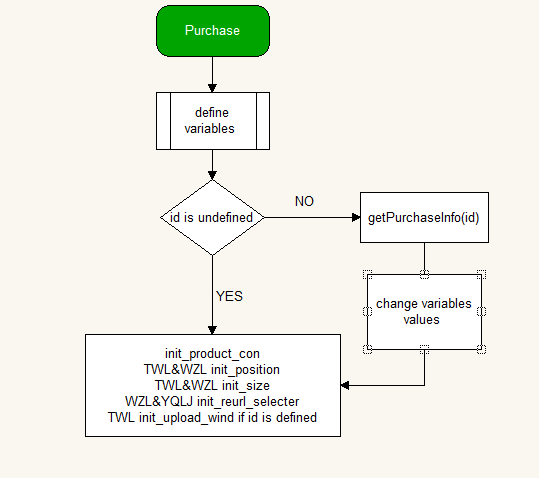 Purchase
define
variables
id is undefined
NO
getPurchaseInfo(id)
change variables
values
YES
init_product_con
TWL&WZL init_position
TWL&WZL init_size
WZL&YQLJ init_reurl_selecter
TWL init_upload_wind if id is defined